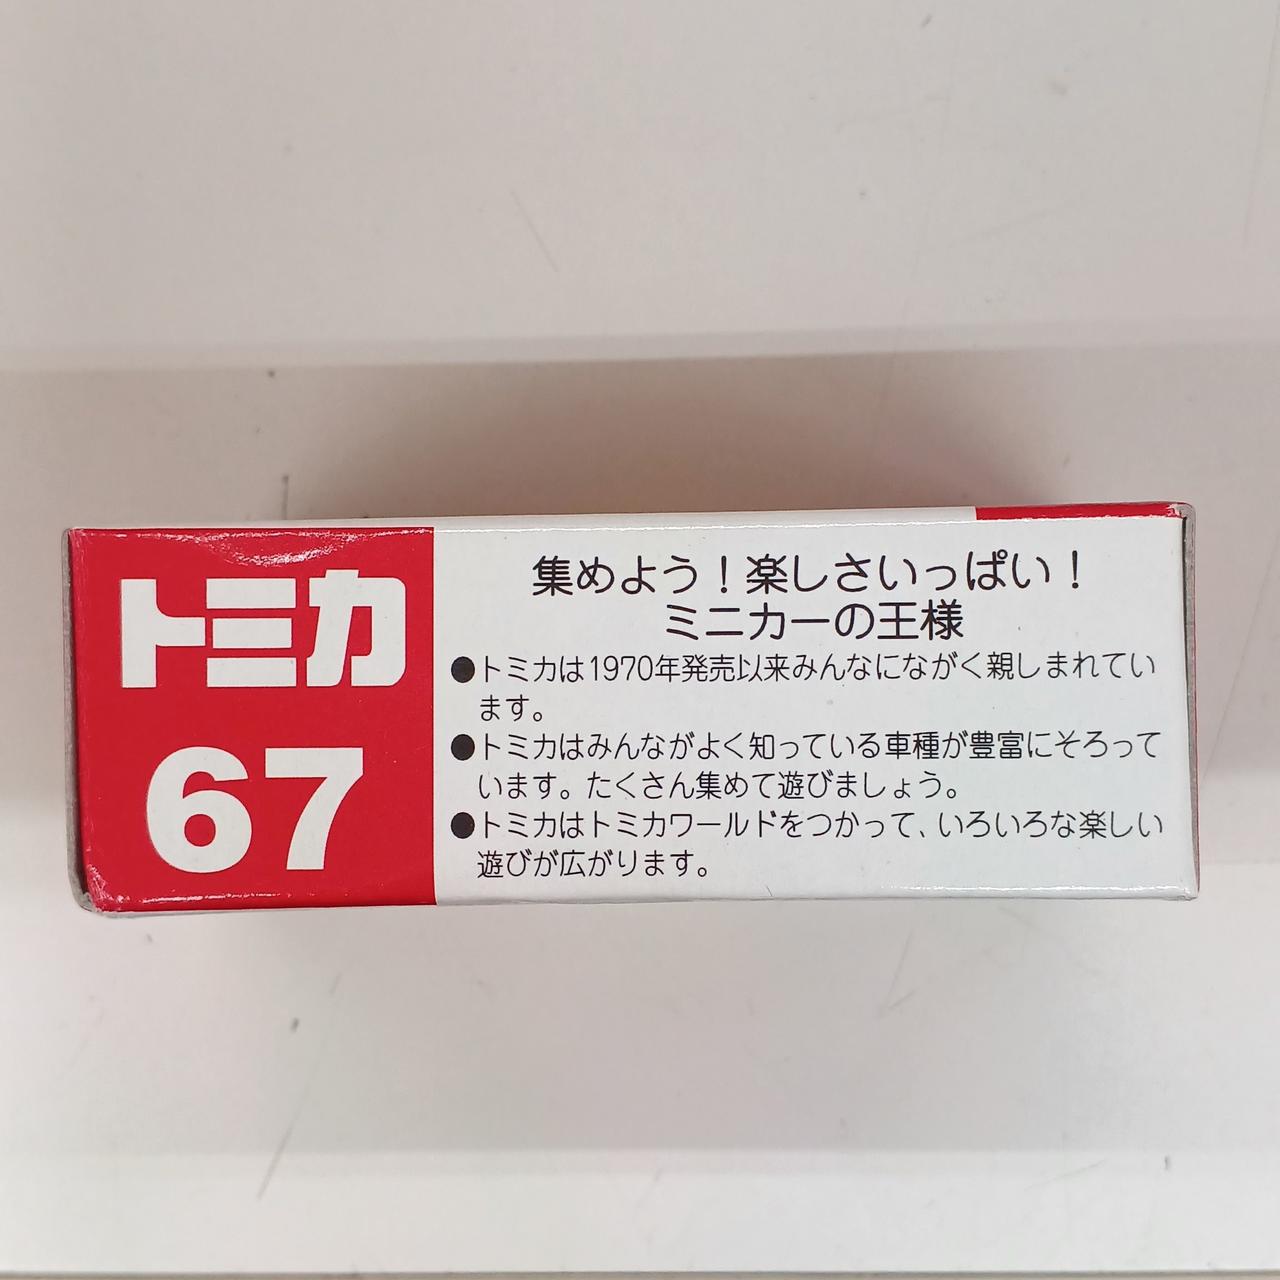 トミカ
67
集めよう！楽しさいっぱい！
ミニカーの王様
●トミカは1970年発売以来みんなにながく親しまれてい
ます。
●トミカはみんながよく知っている車種が豊富にそろって
います。たくさん集めて遊びましょう。
●トミカはトミカワールドをつかって、いろいろな楽しい
遊びが広がります。